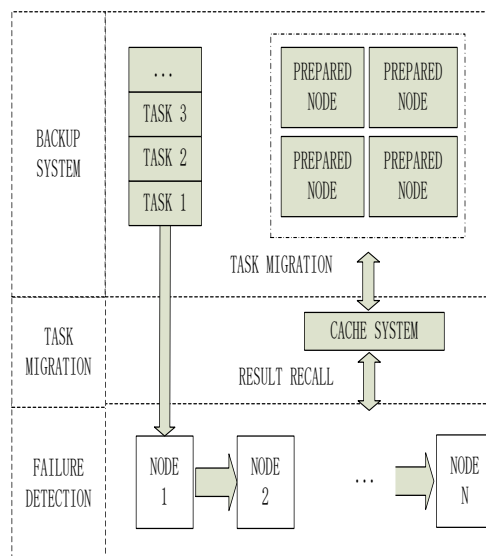 BACKUP
SYSTEM
...
TASK 3
TASK 2
TASK 1
PREPARED
NODE
PREPARED
NODE
PREPARED
NODE
PREPARED
NODE
TASK MIGRATION
TASK
MIGRATION
CACHE SYSTEM
RESULT RECALL
FAILURE
DETECTION
NODE
1
NODE
2
...
NODE
N